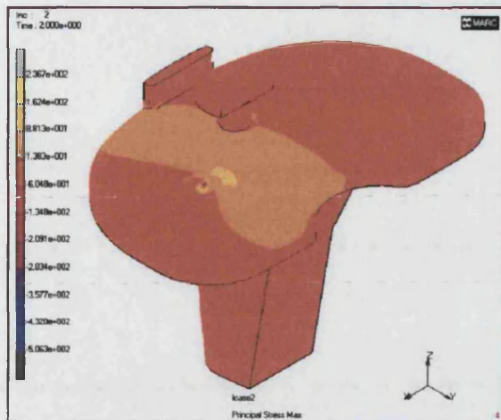 Inc : 2
Time : 2.000e+000
MARC
2.367e+002
1.624e+002
8.813e+001
1.383e+001
-6.048e+001
-1.348e+002
-2.091e+002
-2.834e+002
-3.577e+002
-4.320e+002
-5.063e+002
Z
X
Y
lcase2
Principal Stress Max